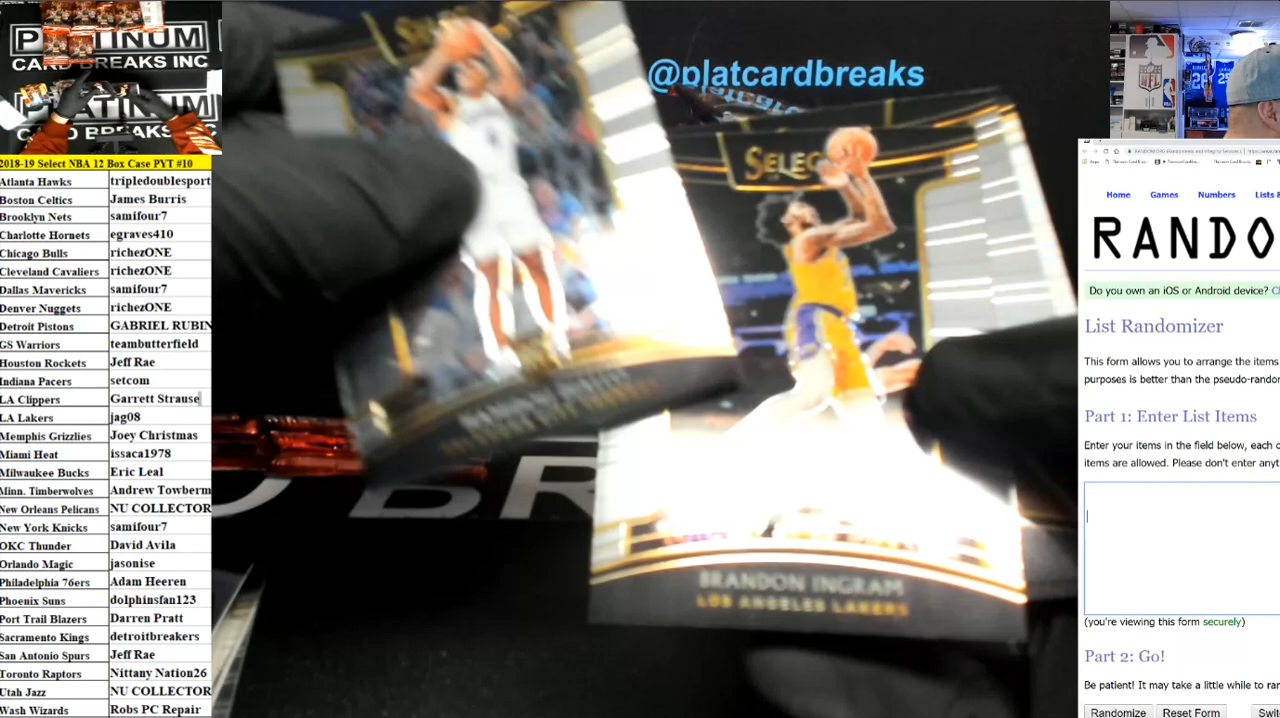 PLATINUM
CARD BREAKS INC
PLATINUM
CARD BREAKS INC
@platcardbreaks
SELECT
BRANDON INGRAM
LOS ANGELES LAKERS
2018-19 Select NBA 12 Box Case PYT #10
Atlanta Hawks tripledoublesport
Boston Celtics James Burris
Brooklyn Nets samifour7
Charlotte Hornets egraves410
Chicago Bulls richezONE
Cleveland Cavaliers richezONE
Dallas Mavericks samifour7
Denver Nuggets richezONE
Detroit Pistons GABRIEL RUBIN
GS Warriors teambutterfield
Houston Rockets Jeff Rae
Indiana Pacers setcom
LA Clippers Garrett Strause
LA Lakers jag08
Memphis Grizzlies Joey Christmas
Miami Heat issaca1978
Milwaukee Bucks Eric Leal
Minn. Timberwolves Andrew Towberm
New Orleans Pelicans NU COLLECTOR
New York Knicks samifour7
OKC Thunder David Avila
Orlando Magic jasonise
Philadelphia 76ers Adam Heeren
Phoenix Suns dolphinsfan123
Port Trail Blazers Darren Pratt
Sacramento Kings detroitbreakers
San Antonio Spurs Jeff Rae
Toronto Raptors Nittany Nation26
Utah Jazz NU COLLECTOR
Wash Wizards Robs PC Repair
Home Games Numbers Lists &
RANDO
Do you own an iOS or Android device? C
List Randomizer
This form allows you to arrange the items
purposes is better than the pseudo-rando
Part 1: Enter List Items
Enter your items in the field below, each o
items are allowed. Please don't enter anyt
(you're viewing this form securely)
Part 2: Go!
Be patient! It may take a little while to ran
Randomize Reset Form Swit